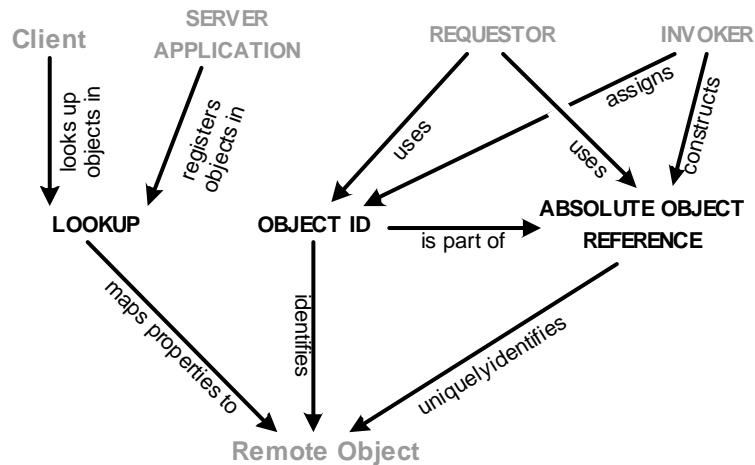 Client
SERVER
APPLICATION
REQUESTOR
INVOKER
looks up
objects in
registers
objects in
uses
assigns
uses
constructs
LOOKUP
OBJECT ID
is part of
ABSOLUTE OBJECT
REFERENCE
maps properties to
identifies
uniquelyidentifies
Remote Object